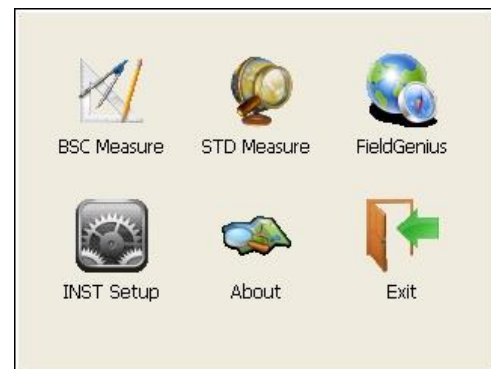 BSC Measure
STD Measure
FieldGenius
INST Setup
About
Exit